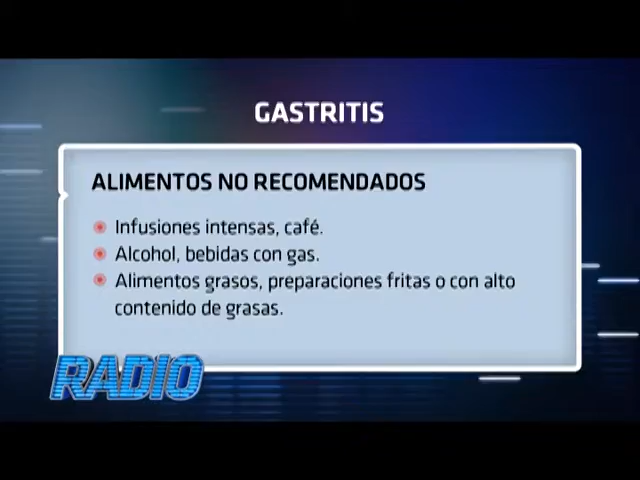 GASTRITIS
ALIMENTOS NO RECOMENDADOS
Infusiones intensas, café.
Alcohol, bebidas con gas.
Alimentos grasos, preparaciones fritas o con alto
contenido de grasas.
RADIO